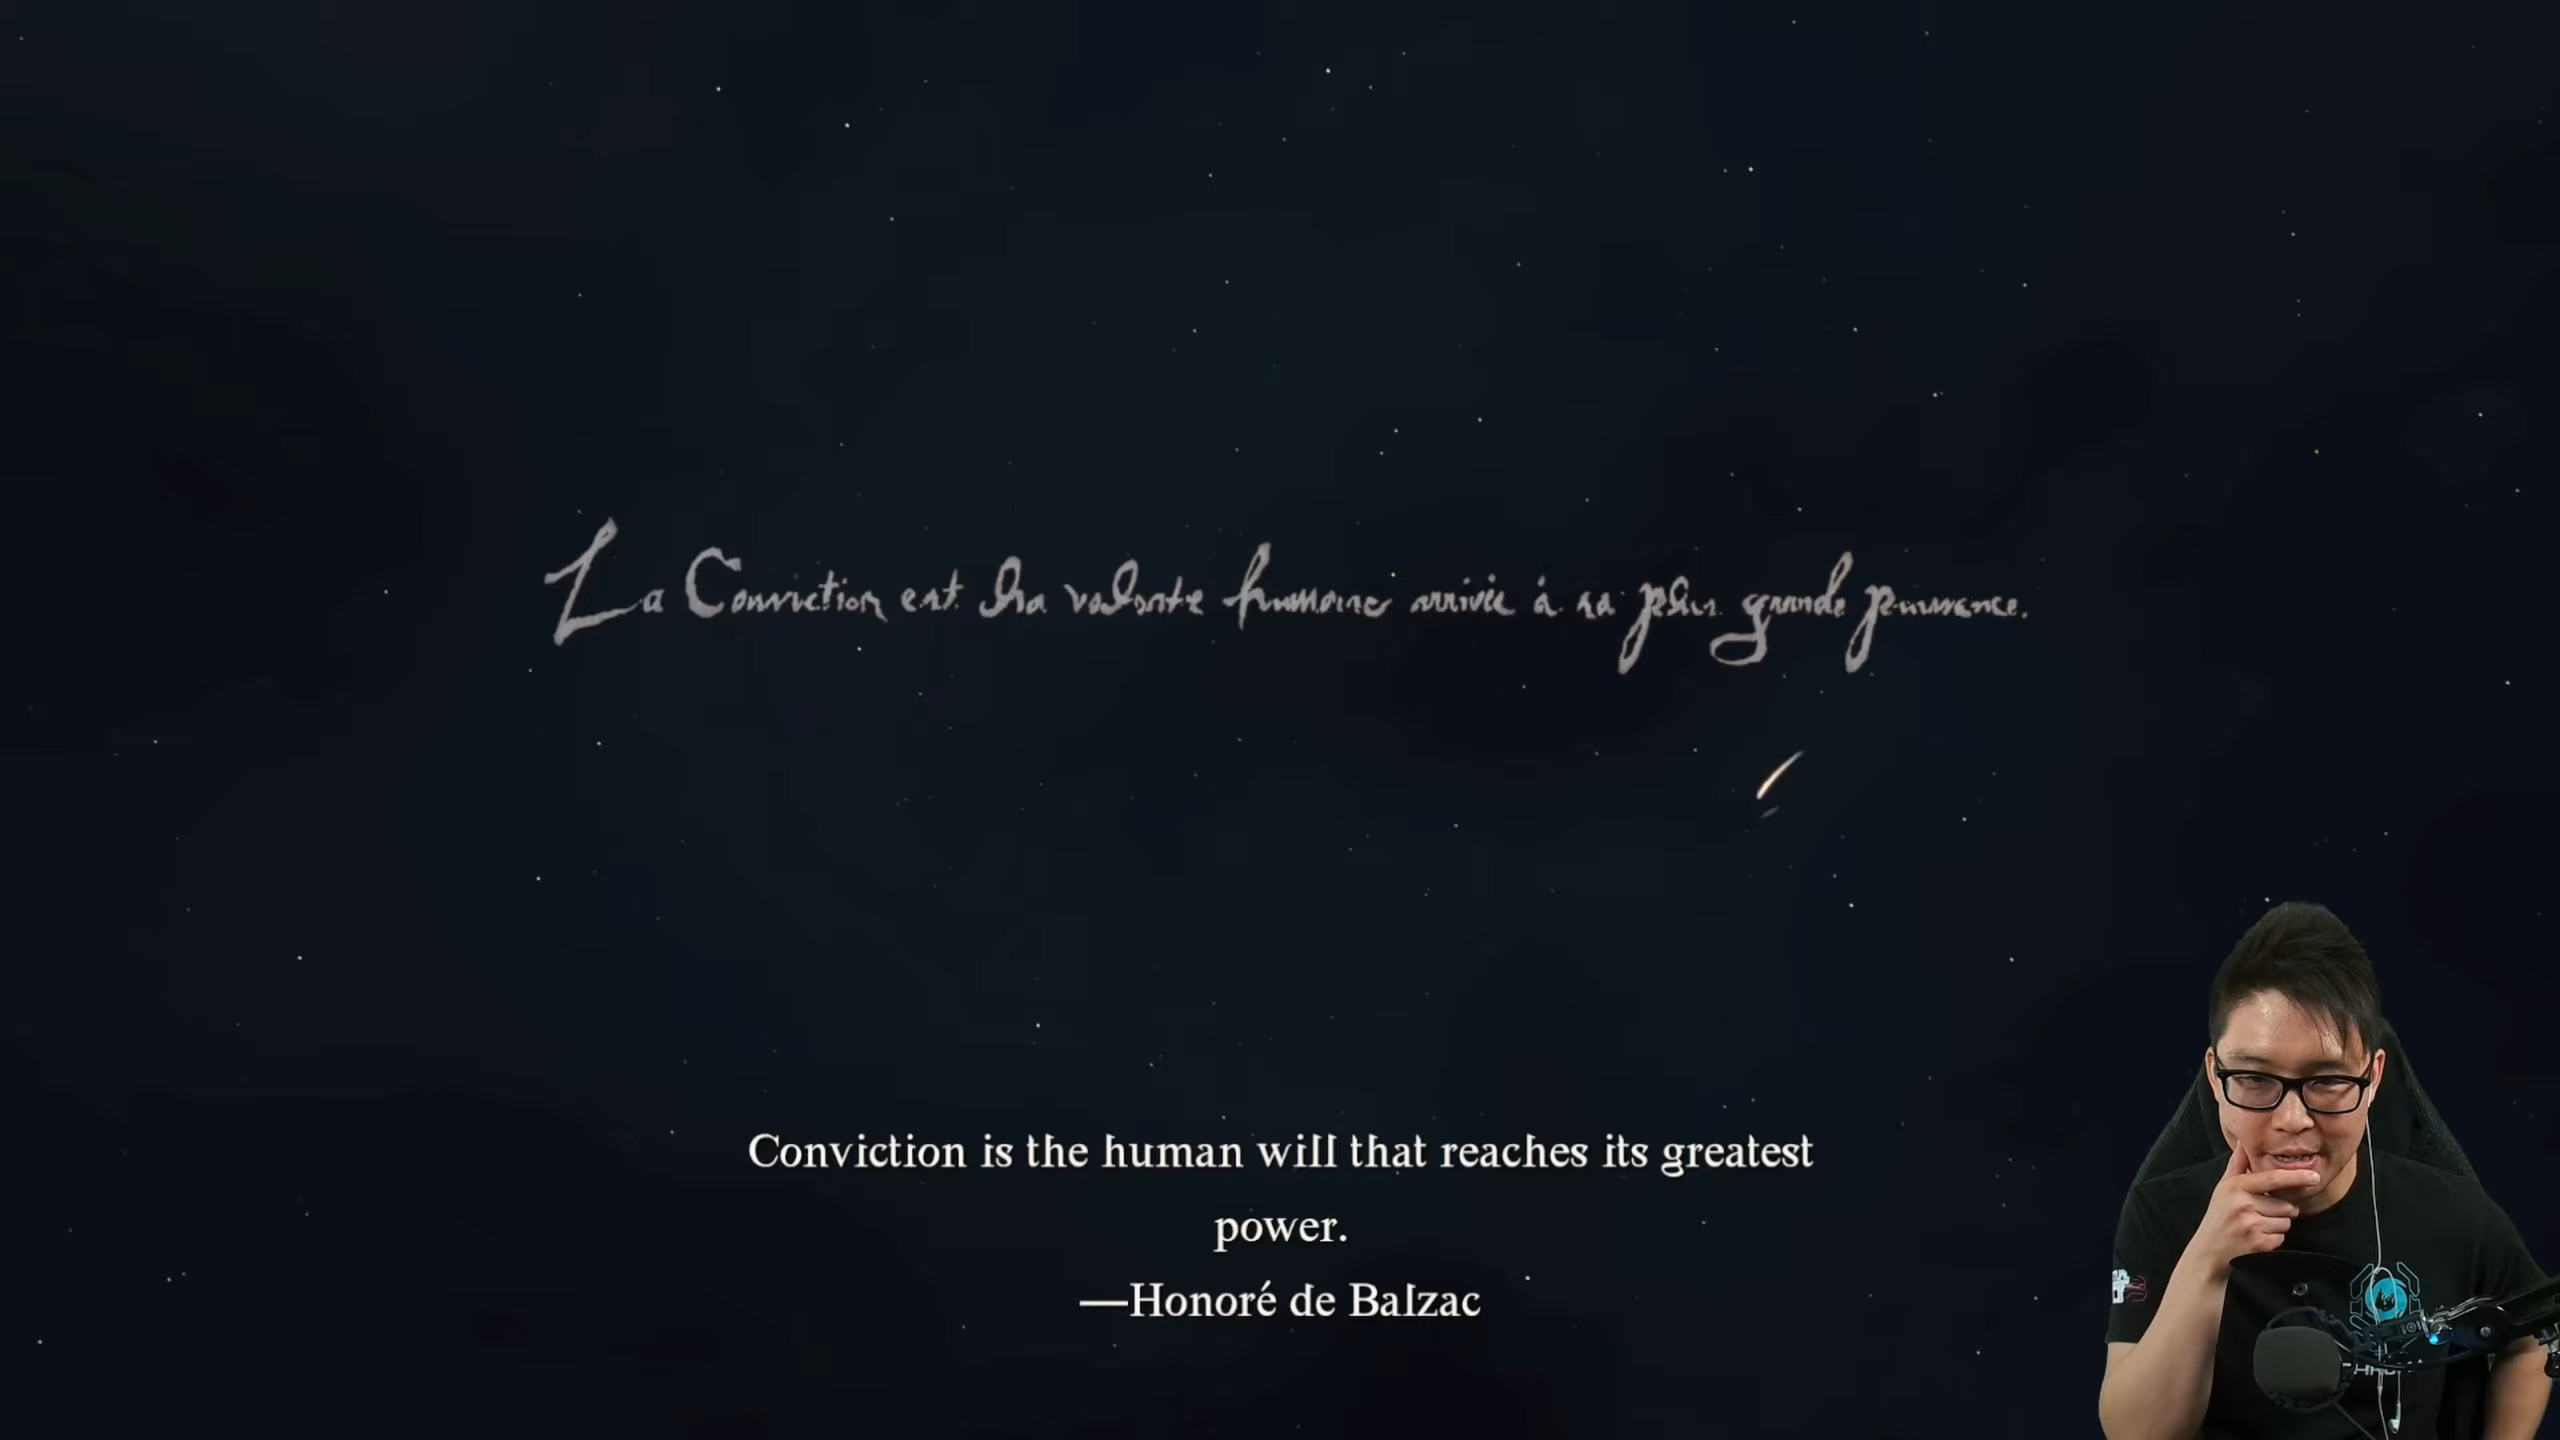 La Conviction est la volonté humaine arrivée à sa plus grande puissance.
Conviction is the human will that reaches its greatest
power.
—Honoré de Balzac